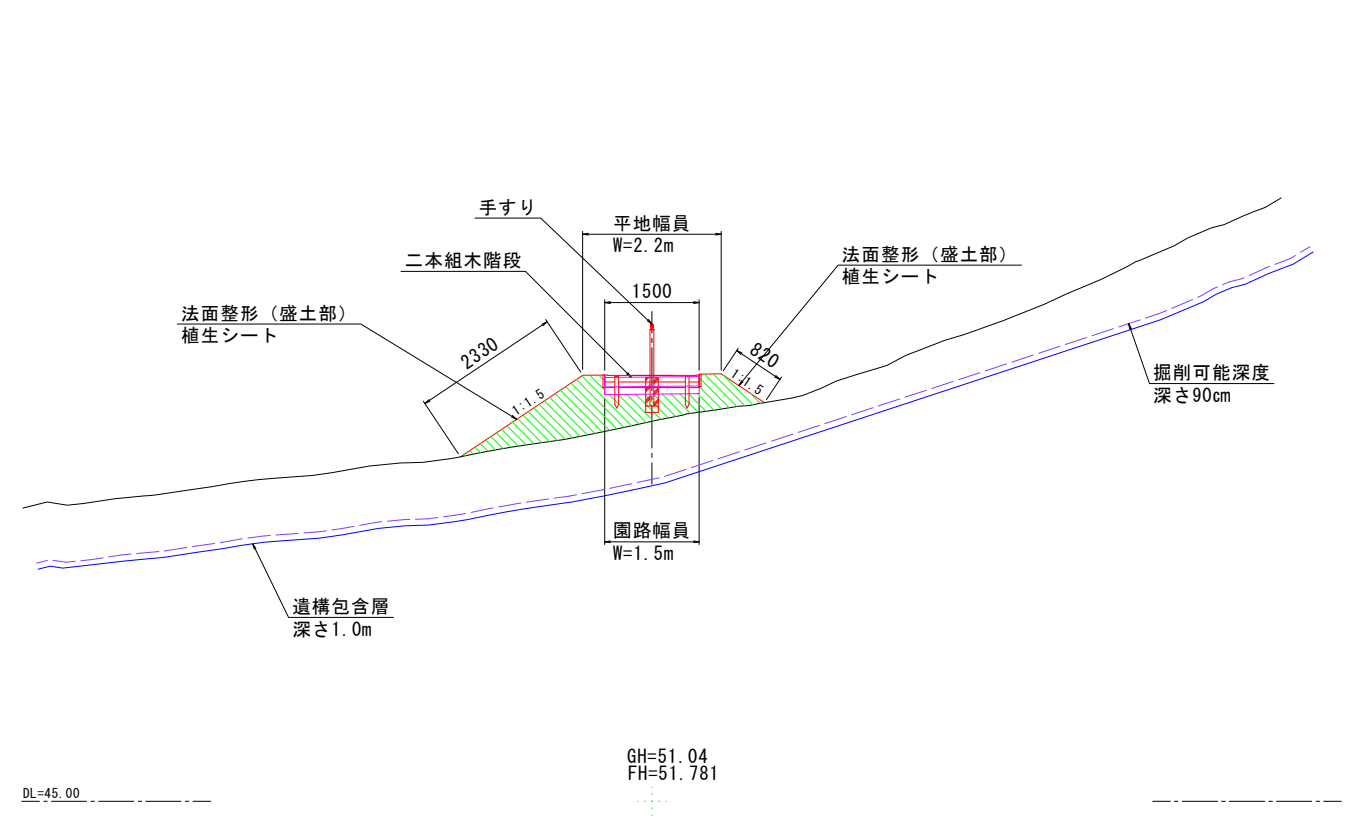 手すり
平地幅員
W=2.2m
二本組木階段
法面整形（盛土部）
植生シート
1500
法面整形（盛土部）
植生シート
2330
820
1:1.5
1:1.5
掘削可能深度
深さ90cm
園路幅員
W=1.5m
遺構包含層
深さ1.0m
GH=51.04
FH=51.781
DL=45.00